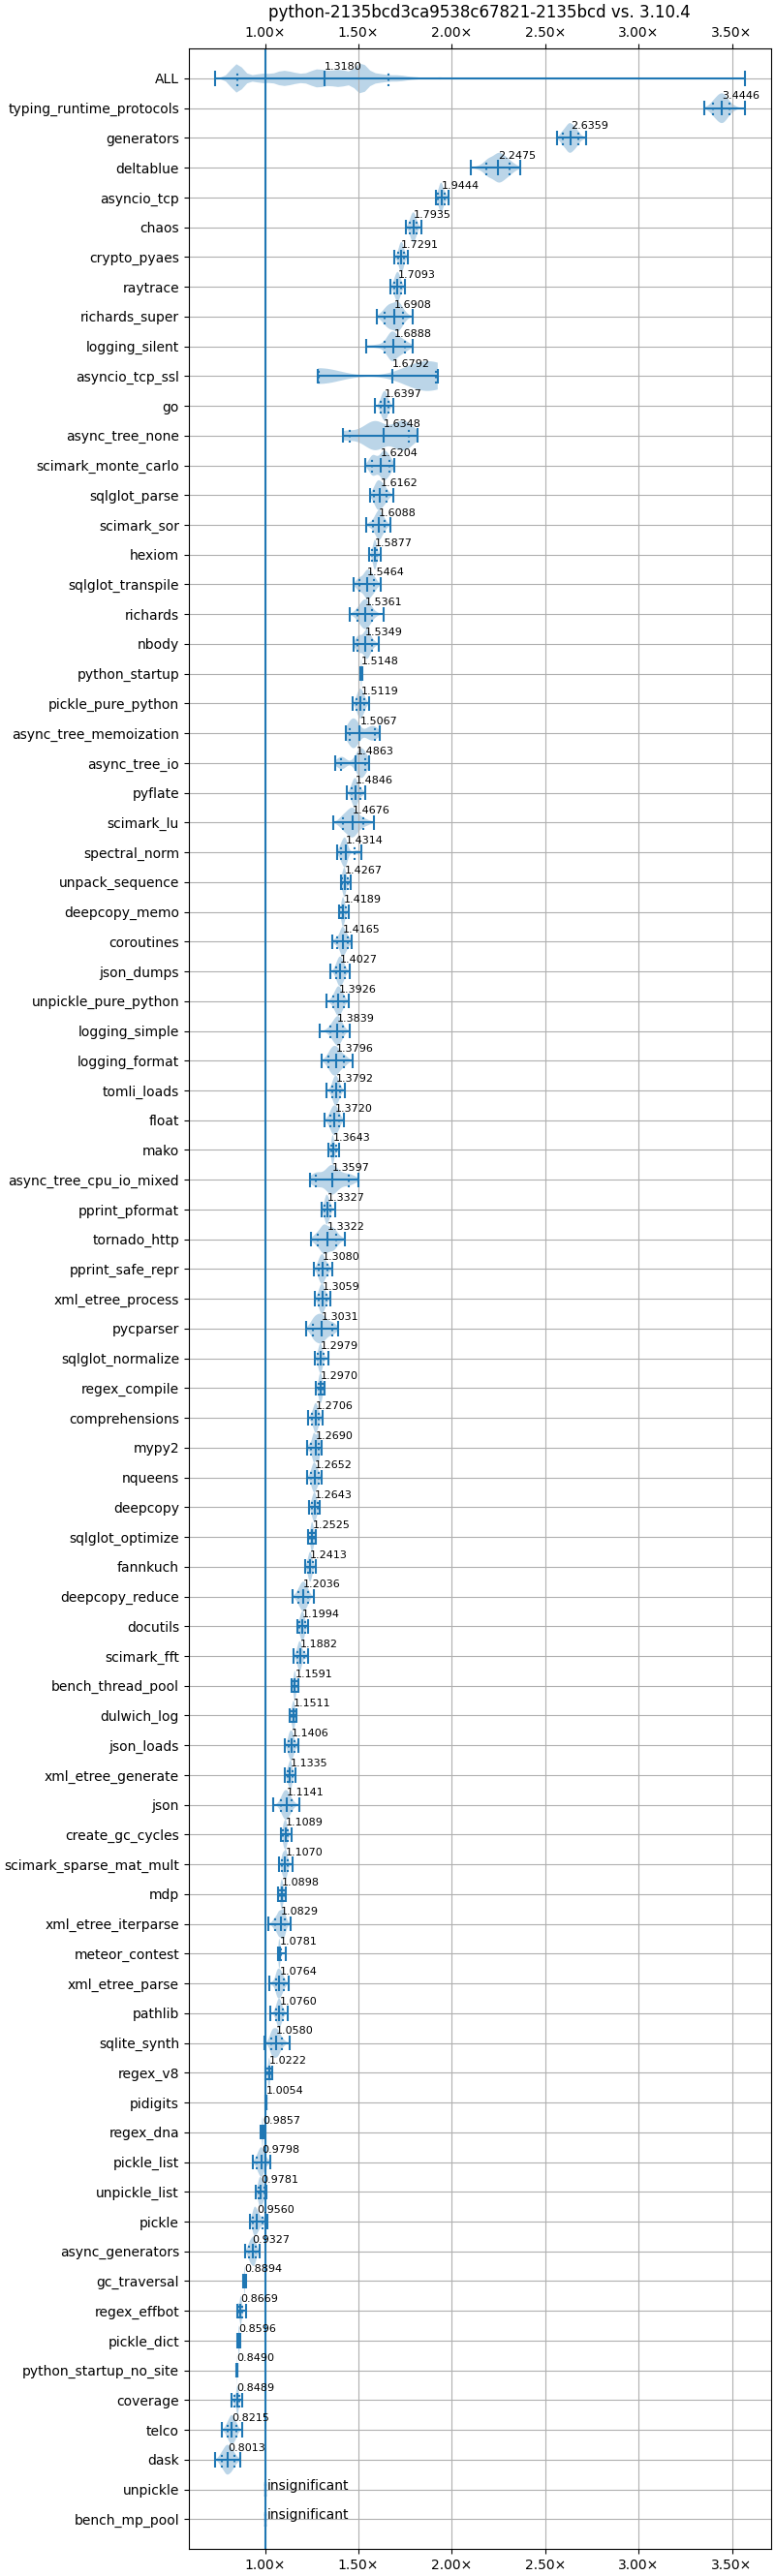 python-2135bcd3ca9538c67821-2135bcd vs. 3.10.4
1.00× 1.50× 2.00× 2.50× 3.00× 3.50×
ALL 1.3180
typing_runtime_protocols 3.4446
generators 2.6359
deltablue 2.2475
asyncio_tcp 1.9444
chaos 1.7935
crypto_pyaes 1.7291
raytrace 1.7093
richards_super 1.6908
logging_silent 1.6888
asyncio_tcp_ssl 1.6792
go 1.6397
async_tree_none 1.6348
scimark_monte_carlo 1.6204
sqlglot_parse 1.6162
scimark_sor 1.6088
hexiom 1.5877
sqlglot_transpile 1.5464
richards 1.5361
nbody 1.5349
python_startup 1.5148
pickle_pure_python 1.5119
async_tree_memoization 1.5067
async_tree_io 1.4863
pyflate 1.4846
scimark_lu 1.4676
spectral_norm 1.4314
unpack_sequence 1.4267
deepcopy_memo 1.4189
coroutines 1.4165
json_dumps 1.4027
unpickle_pure_python 1.3926
logging_simple 1.3839
logging_format 1.3796
tomli_loads 1.3792
float 1.3720
mako 1.3643
async_tree_cpu_io_mixed 1.3597
pprint_pformat 1.3327
tornado_http 1.3322
pprint_safe_repr 1.3080
xml_etree_process 1.3059
pycparser 1.3031
sqlglot_normalize 1.2979
regex_compile 1.2970
comprehensions 1.2706
mypy2 1.2690
nqueens 1.2652
deepcopy 1.2643
sqlglot_optimize 1.2525
fannkuch 1.2413
deepcopy_reduce 1.2036
docutils 1.1994
scimark_fft 1.1882
bench_thread_pool 1.1591
dulwich_log 1.1511
json_loads 1.1406
xml_etree_generate 1.1335
json 1.1141
create_gc_cycles 1.1089
scimark_sparse_mat_mult 1.1070
mdp 1.0898
xml_etree_iterparse 1.0829
meteor_contest 1.0781
xml_etree_parse 1.0764
pathlib 1.0760
sqlite_synth 1.0580
regex_v8 1.0222
pidigits 1.0054
regex_dna 0.9857
pickle_list 0.9798
unpickle_list 0.9781
pickle 0.9560
async_generators 0.9327
gc_traversal 0.8894
regex_effbot 0.8669
pickle_dict 0.8596
python_startup_no_site 0.8490
coverage 0.8489
telco 0.8215
dask 0.8013
unpickle insignificant
bench_mp_pool insignificant
1.00× 1.50× 2.00× 2.50× 3.00× 3.50×